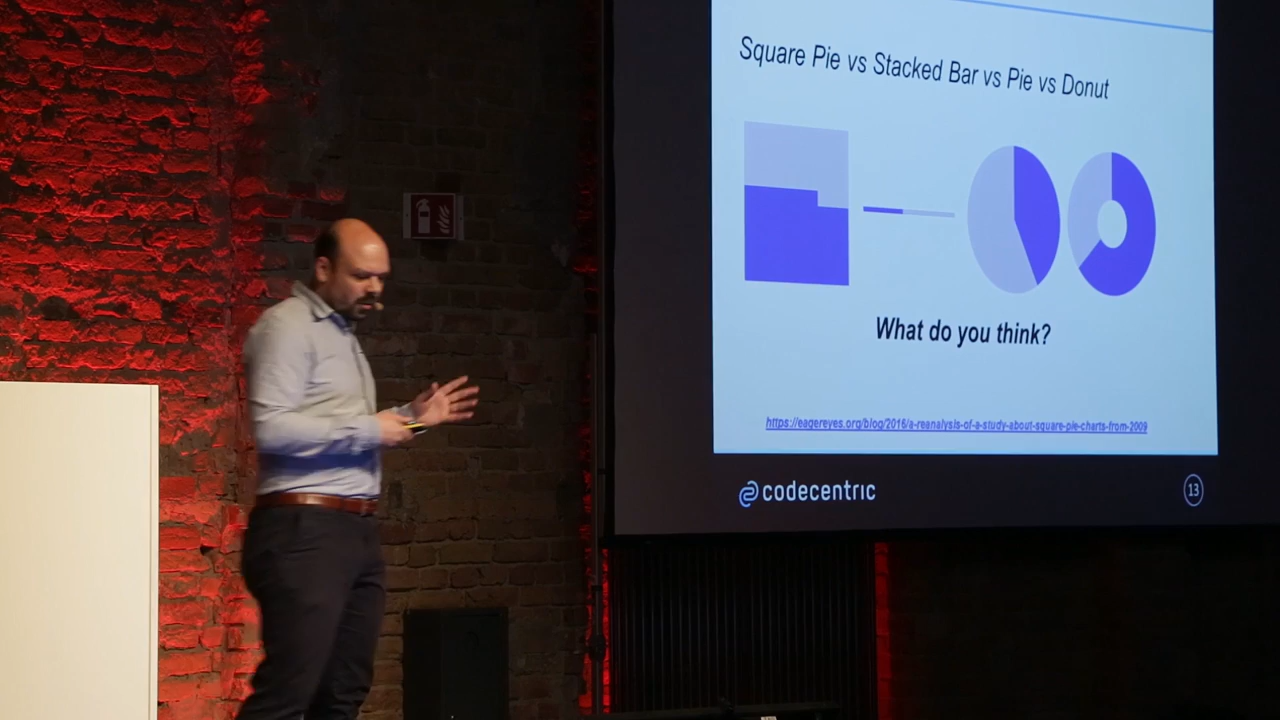 Square Pie vs Stacked Bar vs Pie vs Donut
What do you think?
https://eagereyes.org/blog/2016/a-reanalysis-of-a-study-about-square-pie-charts-from-2009
codecentric
13